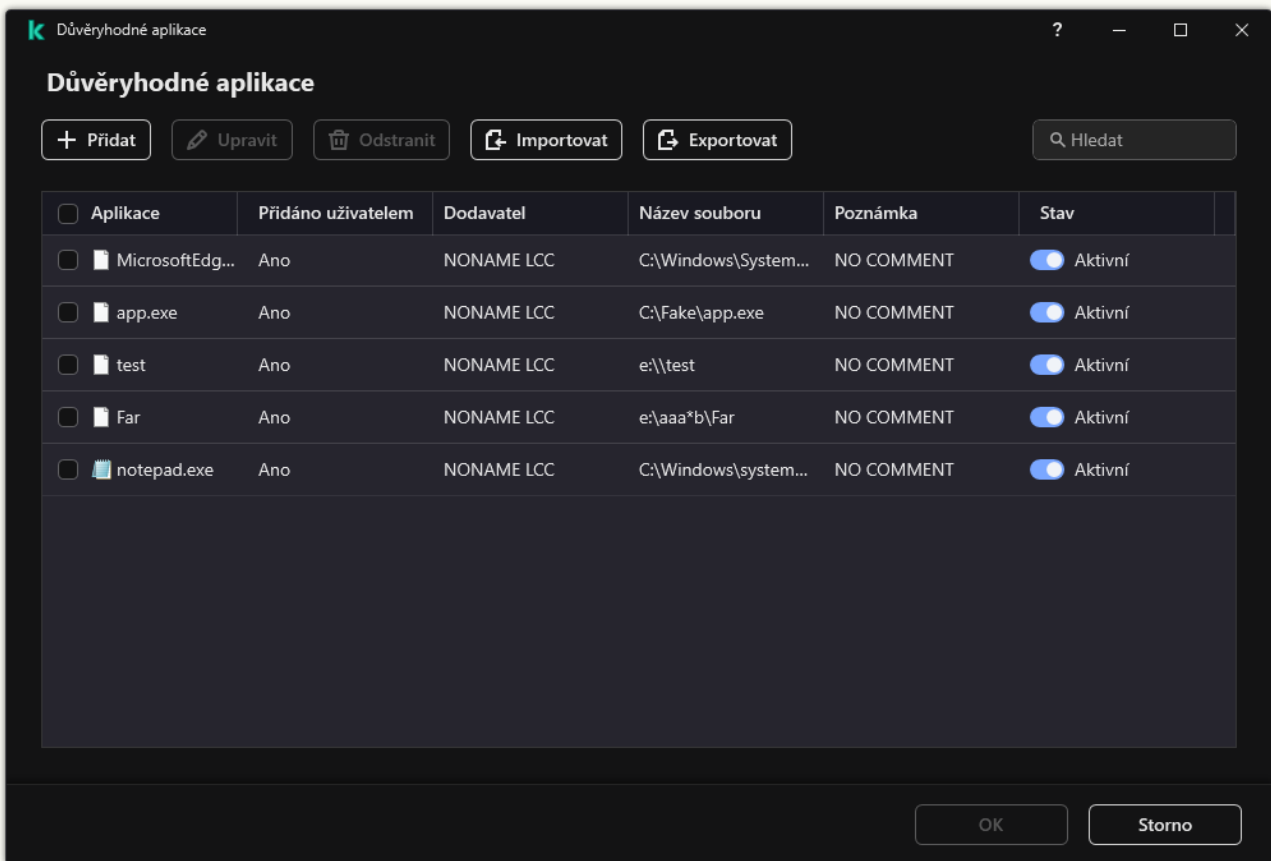 Důvěryhodné aplikace ?
Důvěryhodné aplikace
Přidat Upravit Odstranit Importovat Exportovat Hledat
Aplikace Přidáno uživatelem Dodavatel Název souboru Poznámka Stav
MicrosoftEdg... Ano NONAME LCC C:\Windows\System... NO COMMENT Aktivní
app.exe Ano NONAME LCC C:\Fake\app.exe NO COMMENT Aktivní
test Ano NONAME LCC e:\\test NO COMMENT Aktivní
Far Ano NONAME LCC e:\aaa*b\Far NO COMMENT Aktivní
notepad.exe Ano NONAME LCC C:\Windows\system... NO COMMENT Aktivní
OK Storno